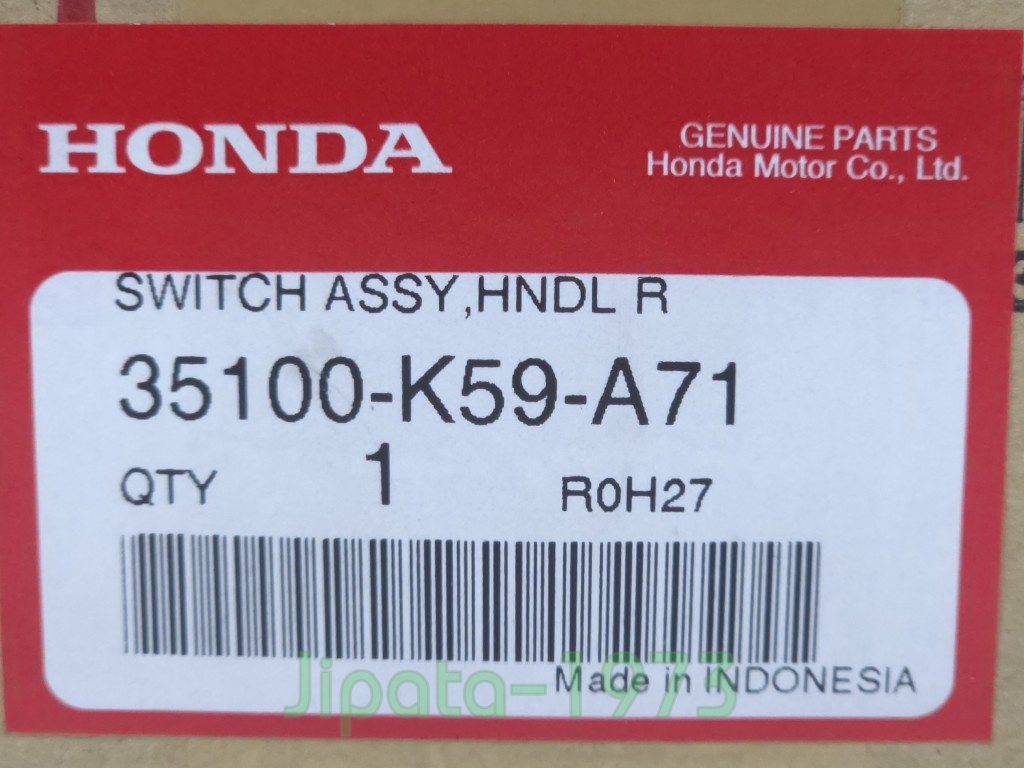 HONDA
GENUINE PARTS
Honda Motor Co., Ltd.
SWITCH ASSY,HNDL R
35100-K59-A71
QTY 1 R0H27
Made in INDONESIA
Jipata-1973